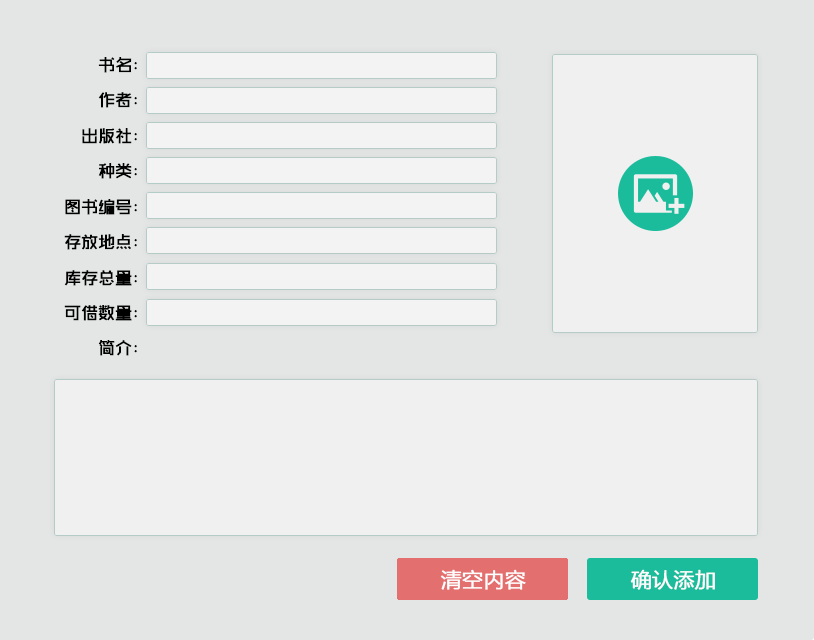 书名:
作者:
出版社:
种类:
图书编号:
存放地点:
库存总量:
可借数量:
简介:
清空内容
确认添加